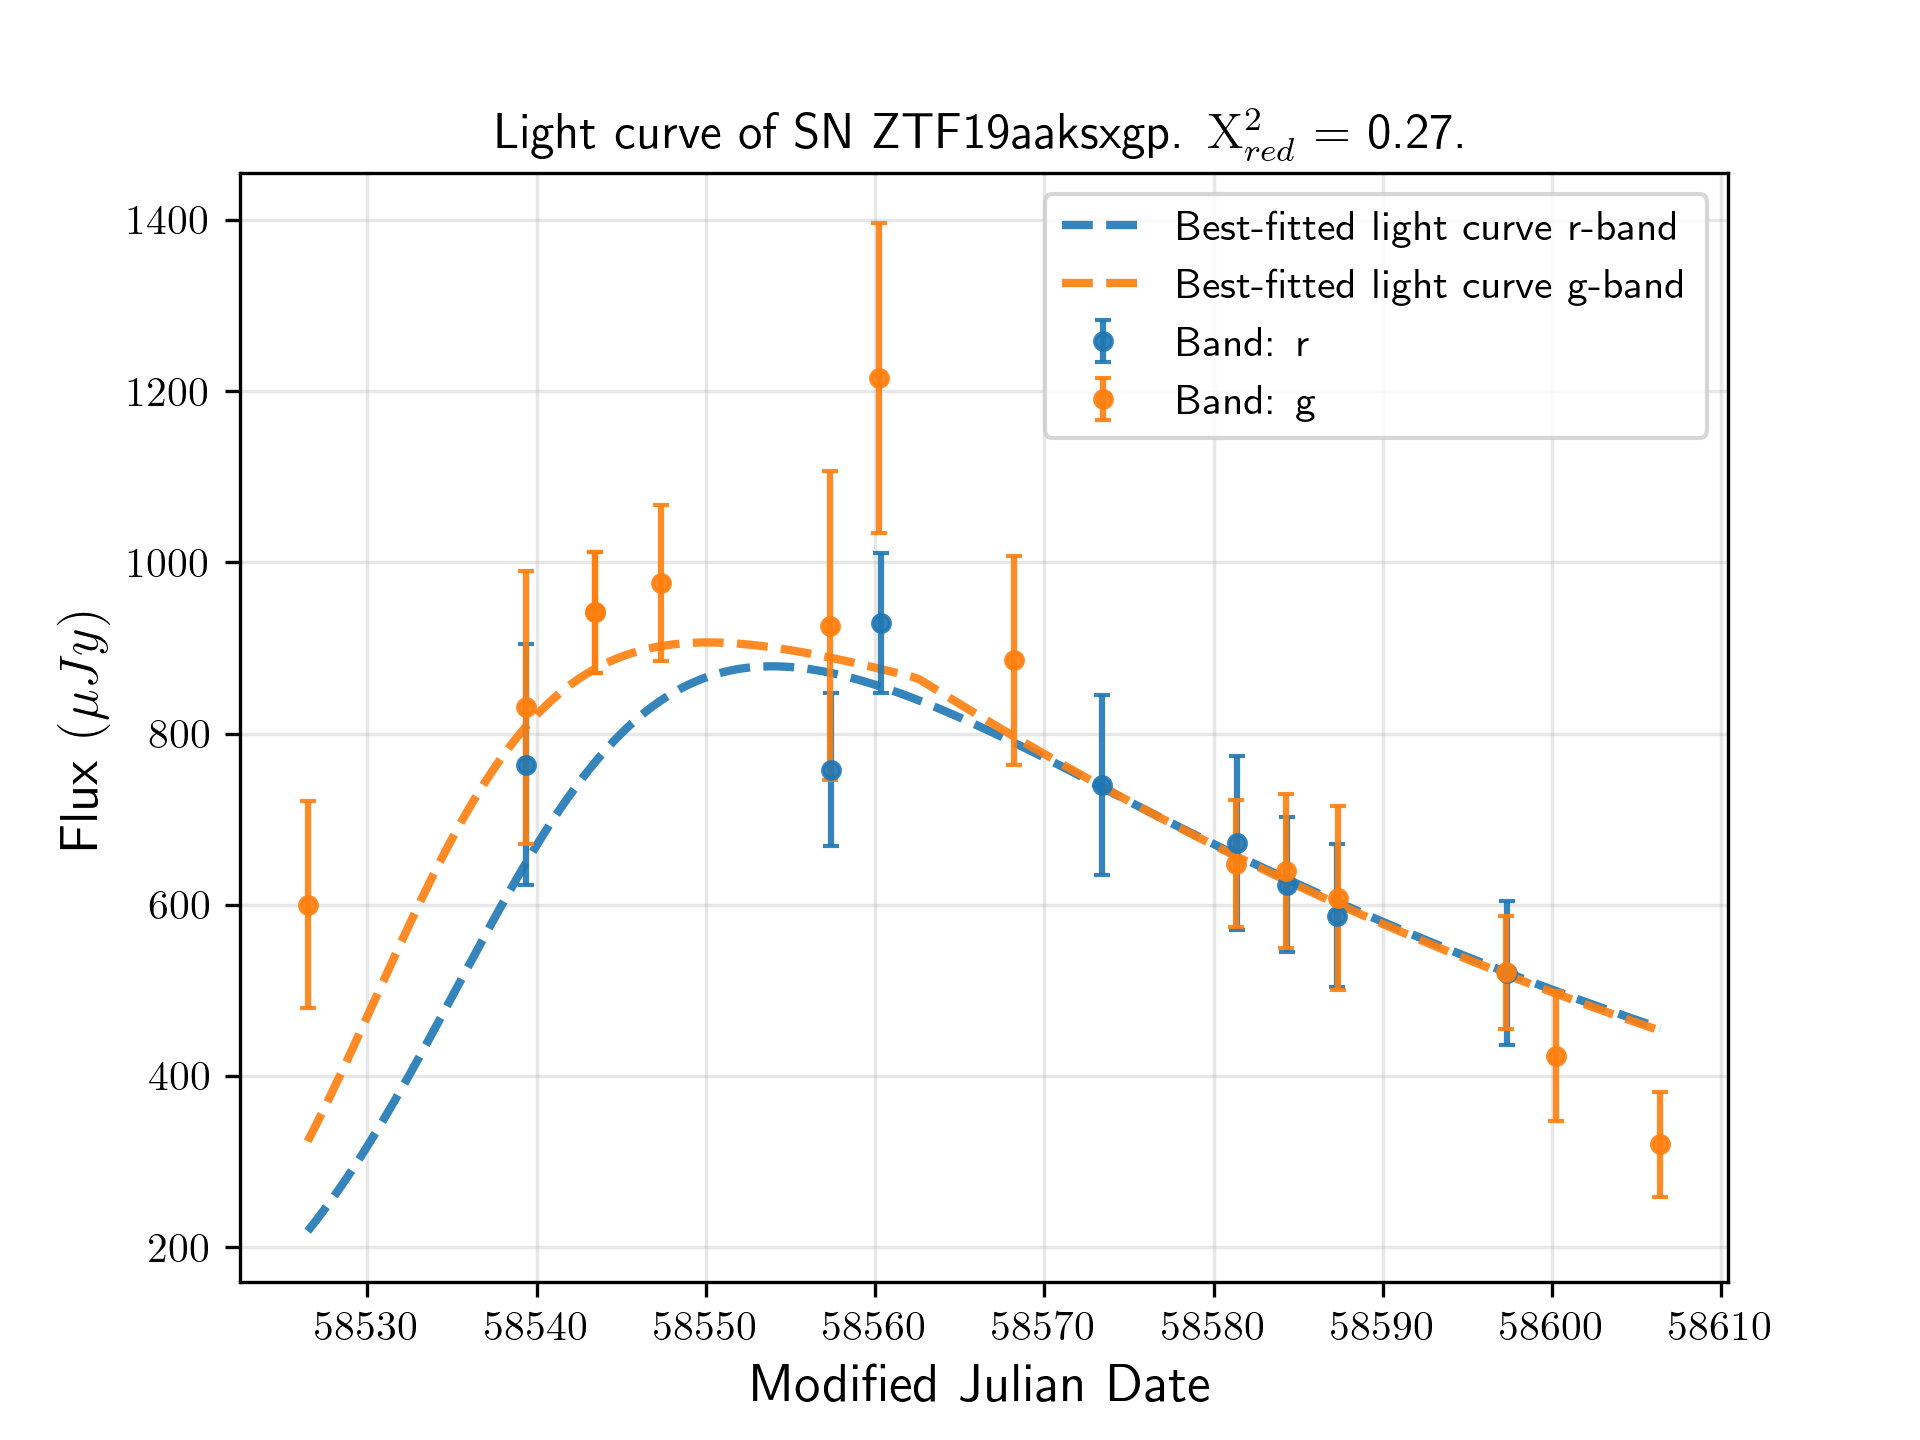 Light curve of SN ZTF19aaksxgp. X²_red = 0.27.
Best-fitted light curve r-band
Best-fitted light curve g-band
Band: r
Band: g
1400
1200
1000
800
600
400
200
Flux (μJy)
58530 58540 58550 58560 58570 58580 58590 58600 58610
Modified Julian Date